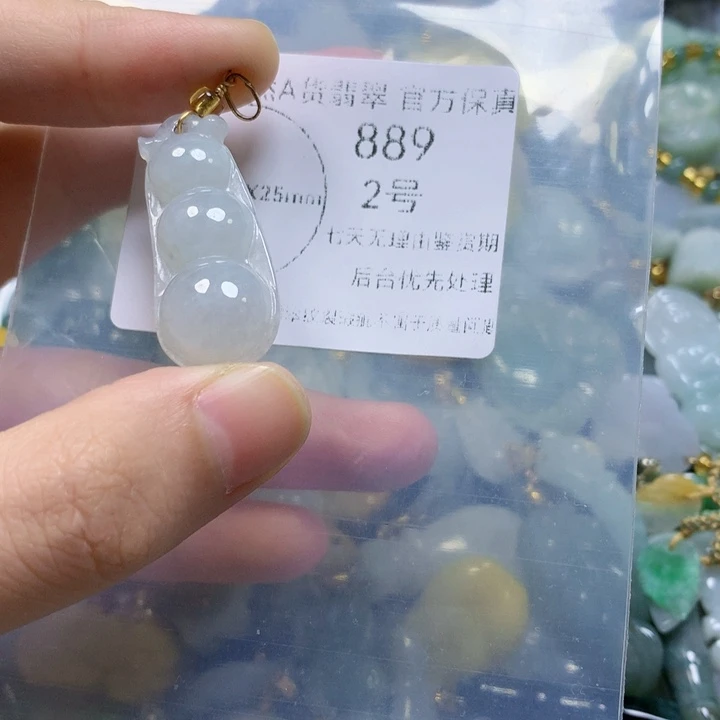 A货翡翠 官方保真
889
X25mm
2号
七天无理由鉴赏期
后台优先处理